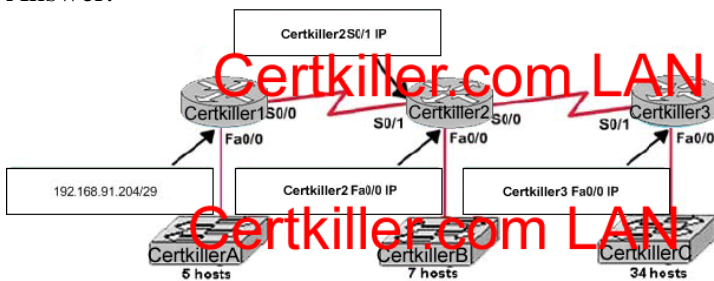 Answer:
Certkiller2S0/1 IP
Certkiller.com LAN
Certkiller1
S0/0
S0/1
Certkiller2
S0/0
S0/1
Certkiller3
Fa0/0
Fa0/0
Fa0/0
192.168.91.204/29
Certkiller2 Fa0/0 IP
Certkiller3 Fa0/0 IP
Certkiller.com LAN
CertkillerA
CertkillerB
CertkillerC
5 hosts
7 hosts
34 hosts